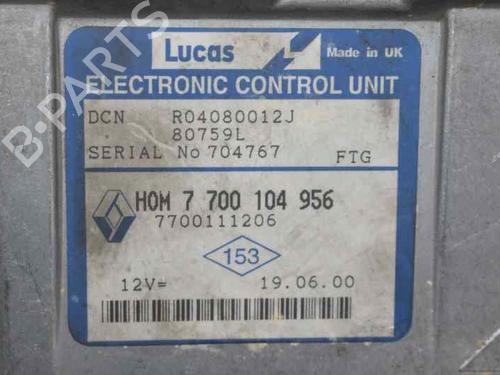 Lucas Made in UK
ELECTRONIC CONTROL UNIT
DCN R04080012J
80759L
SERIAL No 704767 FTG
HOM 7 700 104 956
7700111206
153
12V= 19.06.00
B-PARTS